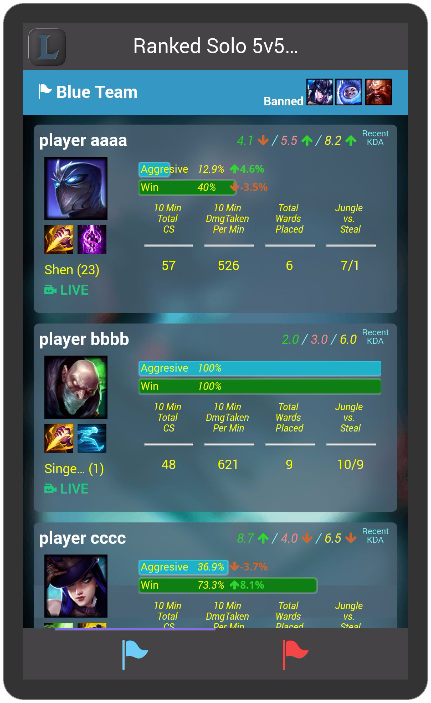 L Ranked Solo 5v5...
Blue Team
Banned
player aaaa 4.1 / 5.5 / 8.2 Recent KDA
Aggresive 12.9% 4.6%
Win 40% -3.5%
10 Min Total CS 10 Min DmgTaken Per Min Total Wards Placed Jungle vs. Steal
57 526 6 7/1
Shen (23)
LIVE
player bbbb 2.0 / 3.0 / 6.0 Recent KDA
Aggresive 100%
Win 100%
10 Min Total CS 10 Min DmgTaken Per Min Total Wards Placed Jungle vs. Steal
48 621 9 10/9
Singe... (1)
LIVE
player cccc 8.7 / 4.0 / 6.5 Recent KDA
Aggresive 36.9% -3.7%
Win 73.3% 8.1%
10 Min Total CS 10 Min DmgTaken Per Min Total Wards Placed Jungle vs. Steal